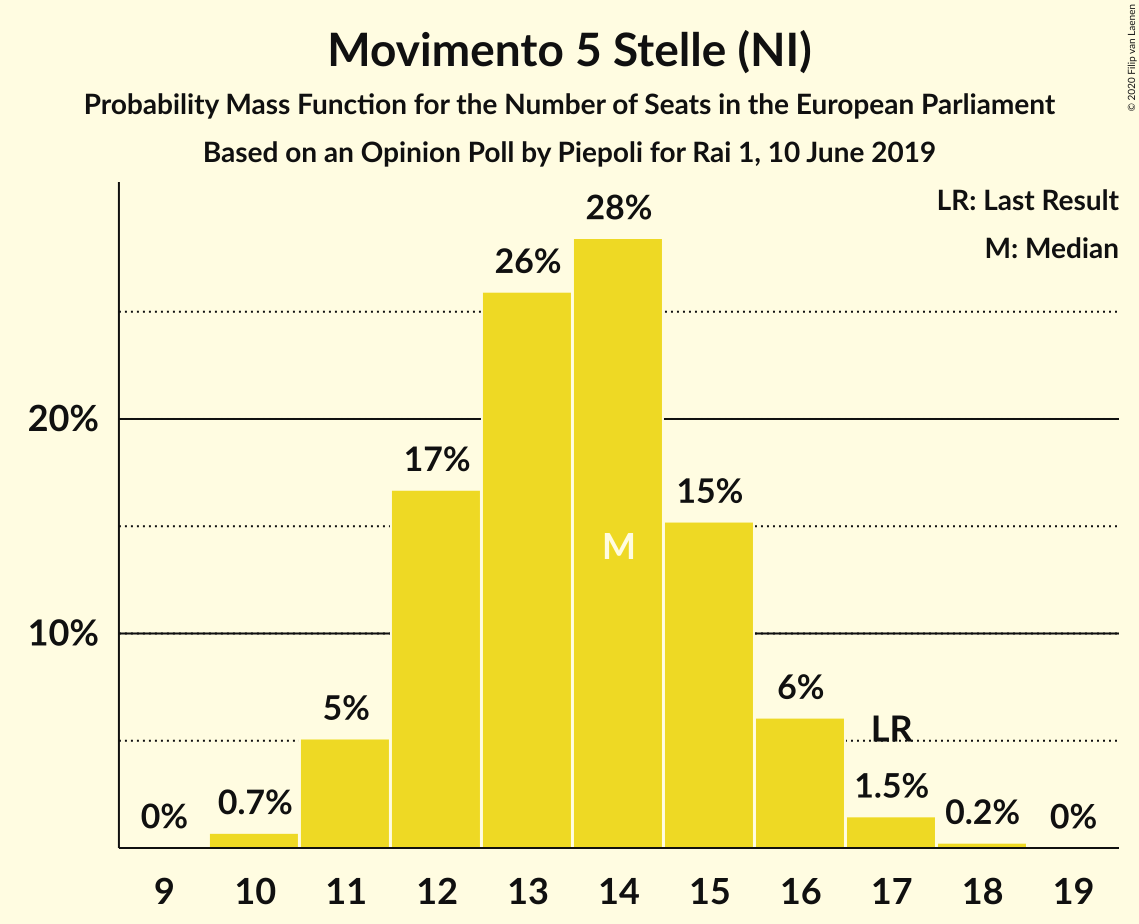 Movimento 5 Stelle (NI)
Probability Mass Function for the Number of Seats in the European Parliament
Based on an Opinion Poll by Piepoli for Rai 1, 10 June 2019
© 2020 Filip van Laenen
LR: Last Result
M: Median
28%
26%
20%
17%
15%
M
10%
6%
5%
LR
1.5%
0.7%
0.2%
0%
0%
9 10 11 12 13 14 15 16 17 18 19